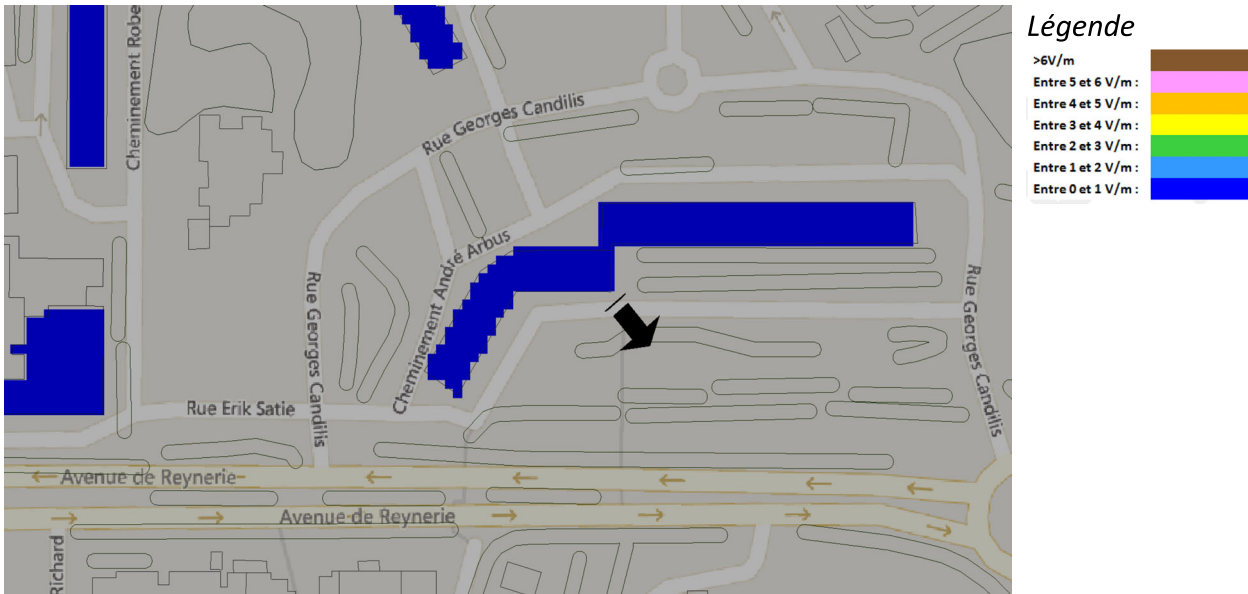 Cheminement Robe
Rue Georges Candilis
Cheminement André Arbus
Rue Georges Candilis
Rue Georges Candilis
Rue Erik Satie
Avenue de Reynerie
Avenue de Reynerie
Richard
Légende
>6V/m
Entre 5 et 6 V/m :
Entre 4 et 5 V/m :
Entre 3 et 4 V/m :
Entre 2 et 3 V/m :
Entre 1 et 2 V/m :
Entre 0 et 1 V/m :